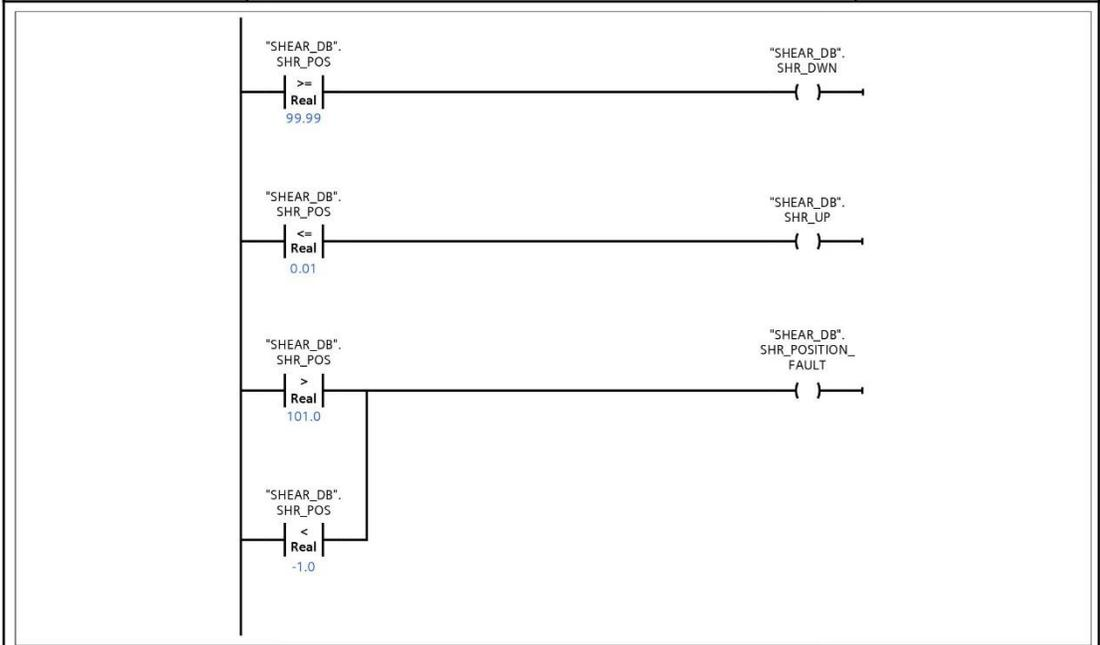 "SHEAR_DB".
SHR_POS
>=
Real
99.99
"SHEAR_DB".
SHR_DWN
( )
"SHEAR_DB".
SHR_POS
<=
Real
0.01
"SHEAR_DB".
SHR_UP
( )
"SHEAR_DB".
SHR_POS
>
Real
101.0
"SHEAR_DB".
SHR_POSITION_
FAULT
( )
"SHEAR_DB".
SHR_POS
<
Real
-1.0